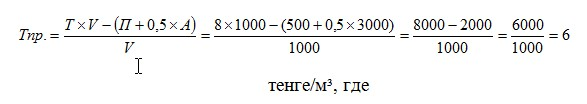 Тпр. = (T×V−(П+0,5×A))/V = (8×1000−(500+0,5×3000))/1000 = (8000−2000)/1000 = 6000/1000 = 6
тенге/м³, где